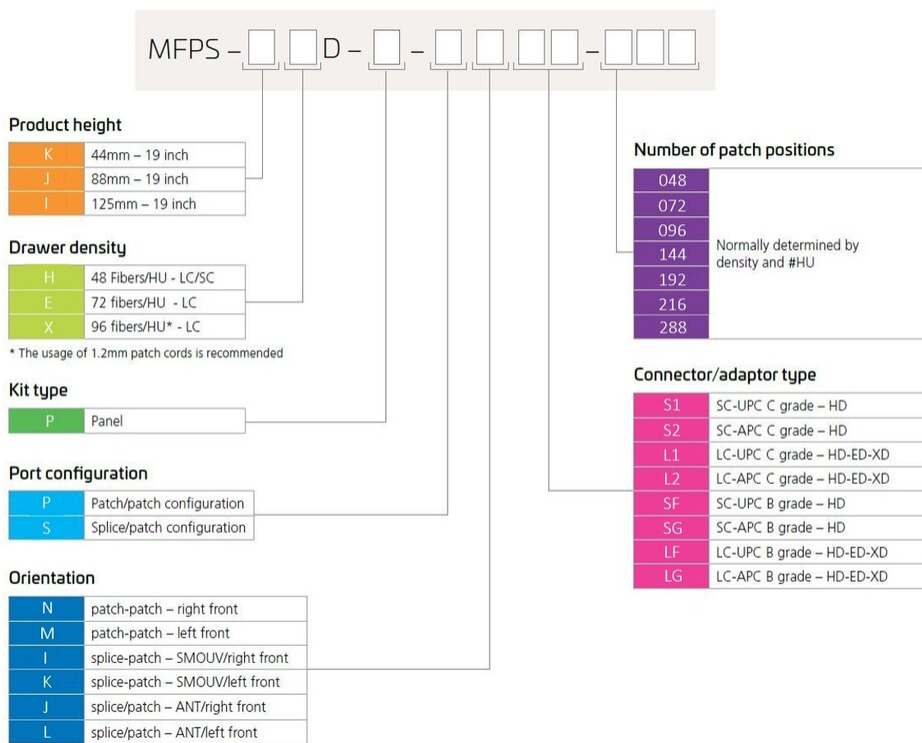 MFPS – D – – –
Product height
K 44mm – 19 inch
J 88mm – 19 inch
I 125mm – 19 inch
Drawer density
H 48 Fibers/HU - LC/SC
E 72 fibers/HU - LC
X 96 fibers/HU* - LC
* The usage of 1.2mm patch cords is recommended
Kit type
P Panel
Port configuration
P Patch/patch configuration
S Splice/patch configuration
Orientation
N patch-patch – right front
M patch-patch – left front
I splice-patch – SMOUV/right front
K splice-patch – SMOUV/left front
J splice/patch – ANT/right front
L splice/patch – ANT/left front
Number of patch positions
048
072
096
144
192
216
288
Normally determined by
density and #HU
Connector/adaptor type
S1 SC-UPC C grade – HD
S2 SC-APC C grade – HD
L1 LC-UPC C grade – HD-ED-XD
L2 LC-APC C grade – HD-ED-XD
SF SC-UPC B grade – HD
SG SC-APC B grade – HD
LF LC-UPC B grade – HD-ED-XD
LG LC-APC B grade – HD-ED-XD